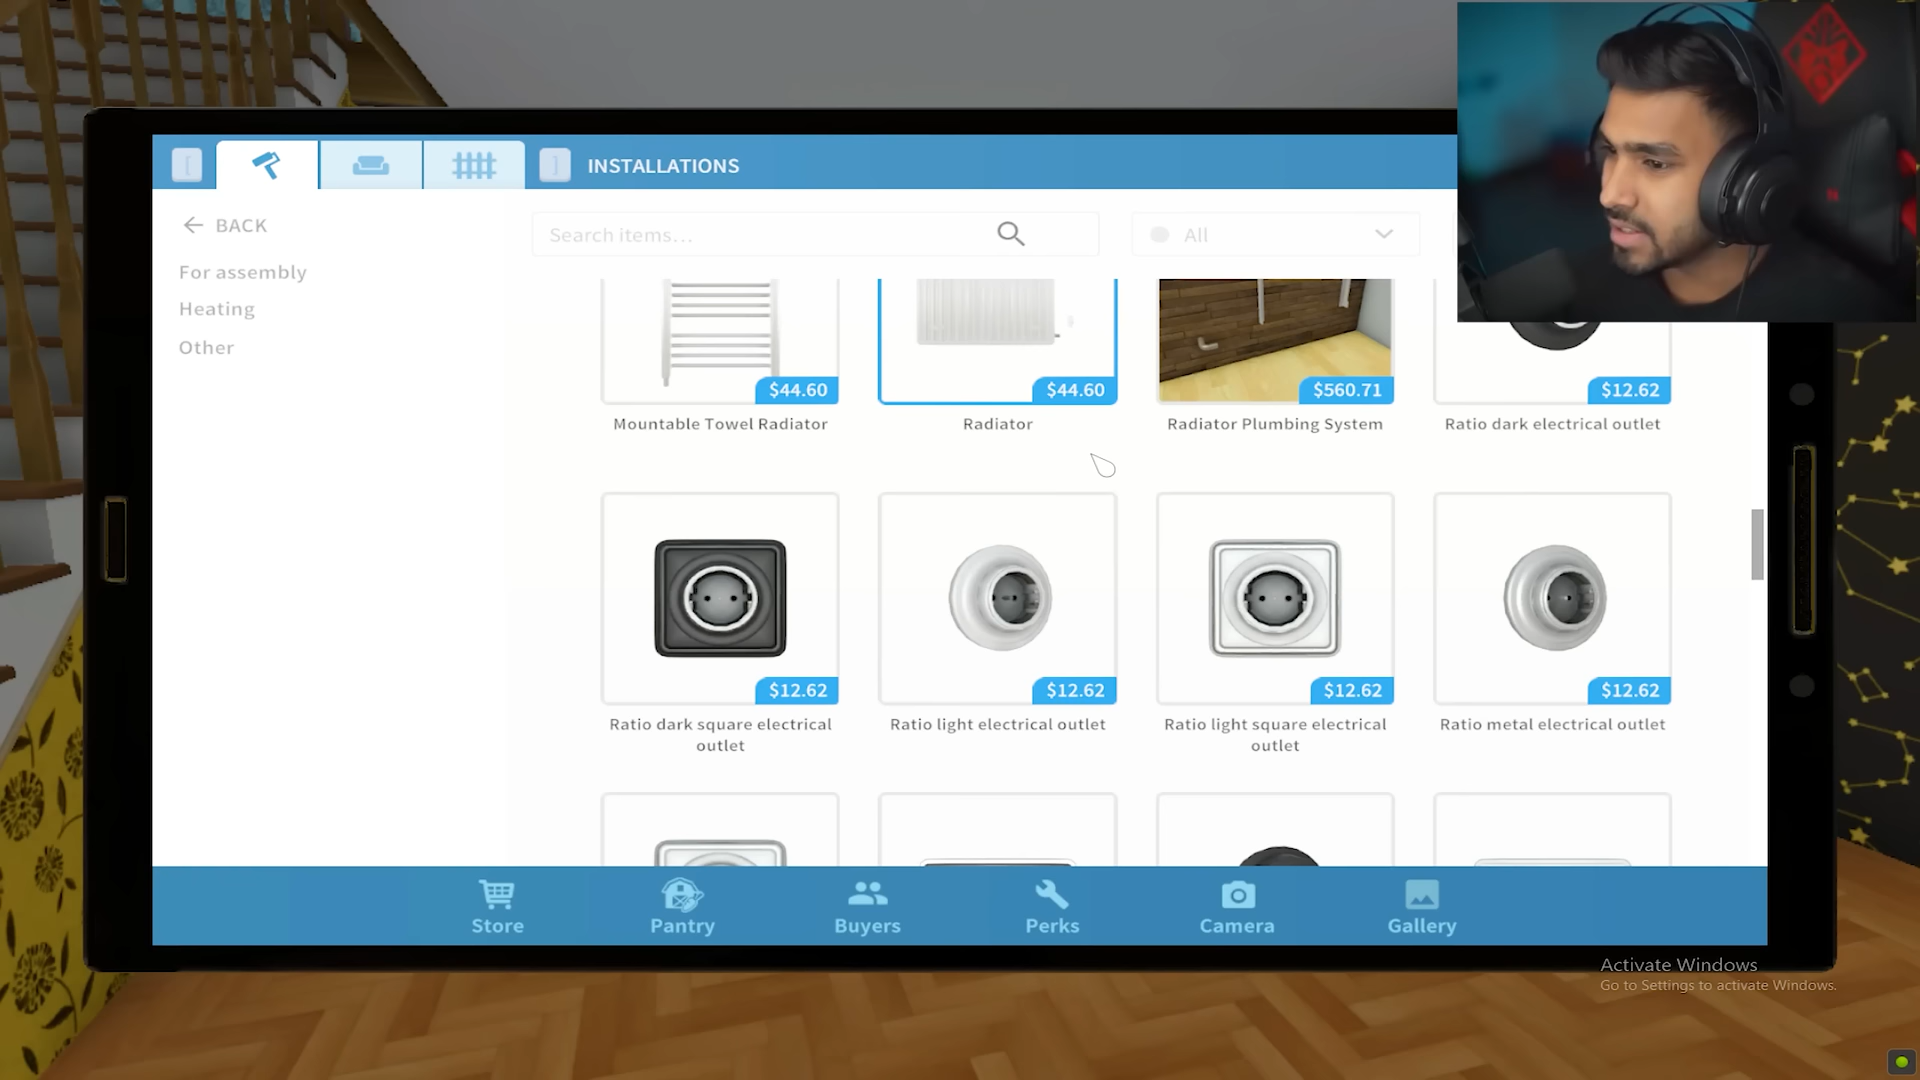 [
]
INSTALLATIONS
BACK
Search items...
All
For assembly
Heating
Other
$44.60
$44.60
$560.71
$12.62
Mountable Towel Radiator
Radiator
Radiator Plumbing System
Ratio dark electrical outlet
$12.62
$12.62
$12.62
$12.62
Ratio dark square electrical
outlet
Ratio light electrical outlet
Ratio light square electrical
outlet
Ratio metal electrical outlet
Store
Pantry
Buyers
Perks
Camera
Gallery
Activate Windows
Go to Settings to activate Windows.